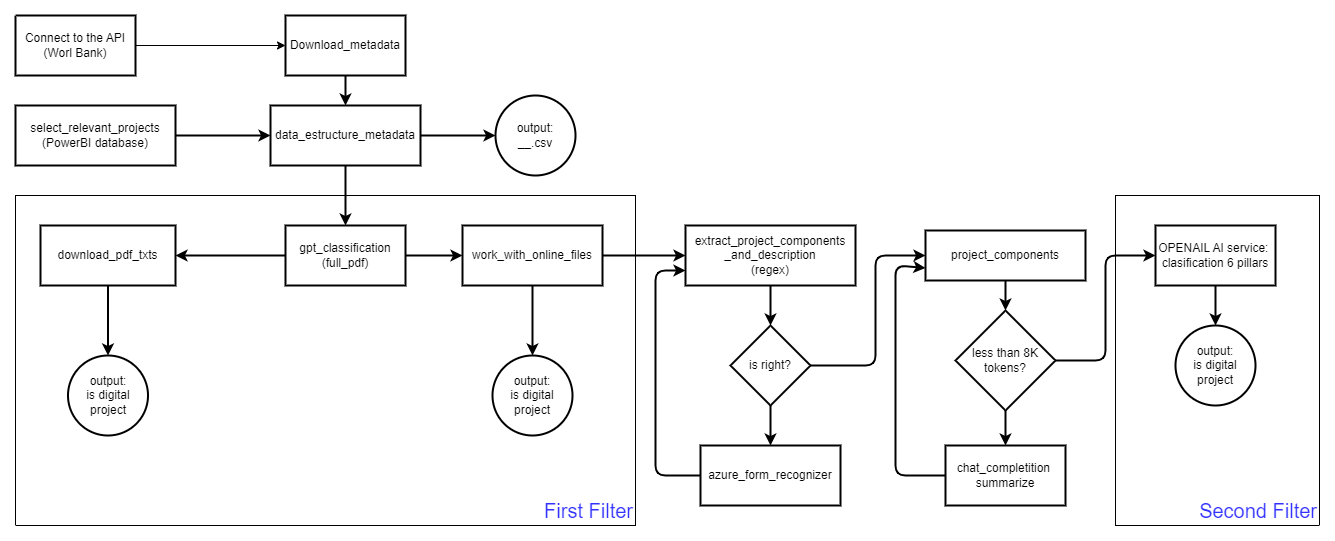 Connect to the API
(Worl Bank)
Download_metadata
select_relevant_projects
(PowerBI database)
data_estructure_metadata
output:
__.csv
download_pdf_txts
gpt_classification
(full_pdf)
work_with_online_files
extract_project_components
_and_description
(regex)
project_components
OPENAIL AI service:
clasification 6 pillars
is right?
less than 8K
tokens?
output:
is digital
project
output:
is digital
project
output:
is digital
project
azure_form_recognizer
chat_completition
summarize
First Filter
Second Filter